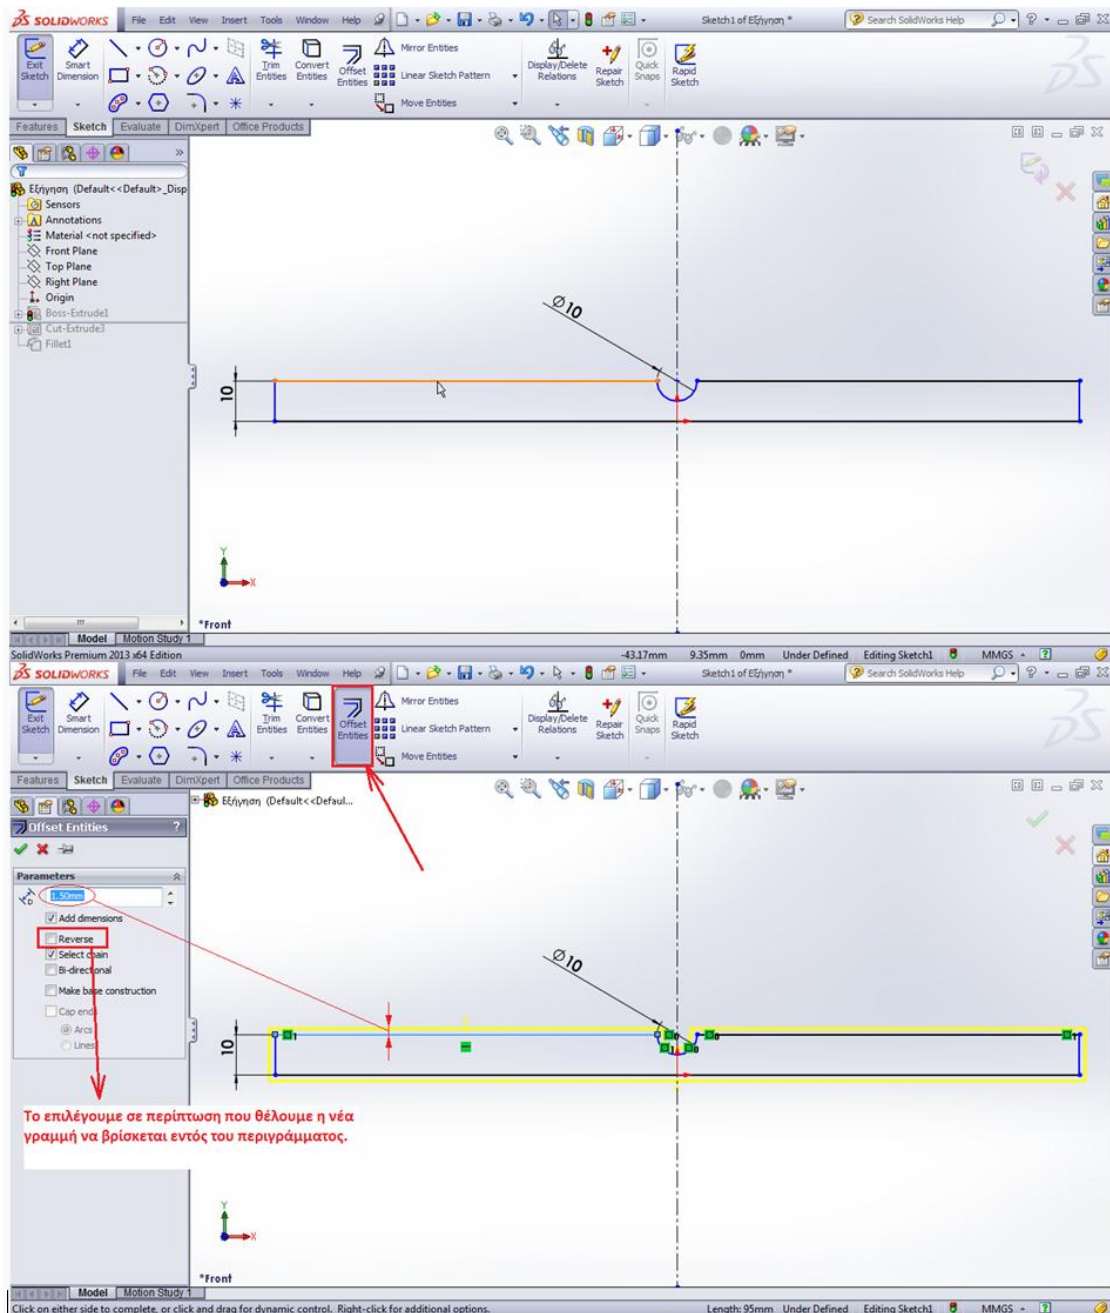 SOLIDWORKS File Edit View Insert Tools Window Help Sketch1 of Εξήγηση * Search SolidWorks Help
Exit Sketch
Smart Dimension
Trim Entities
Convert Entities
Offset Entities
Mirror Entities
Linear Sketch Pattern
Move Entities
Display/Delete Relations
Repair Sketch
Quick Snaps
Rapid Sketch
Features Sketch Evaluate DimXpert Office Products
Εξήγηση (Default<<Default>_Disp
Sensors
Annotations
Material <not specified>
Front Plane
Top Plane
Right Plane
Origin
Boss-Extrude1
Cut-Extrude3
Fillet1
Ø10
10
Y
X
*Front
Model Motion Study 1
SolidWorks Premium 2013 x64 Edition -43.17mm 9.35mm 0mm Under Defined Editing Sketch1 MMGS
SOLIDWORKS File Edit View Insert Tools Window Help Sketch1 of Εξήγηση * Search SolidWorks Help
Exit Sketch
Smart Dimension
Trim Entities
Convert Entities
Offset Entities
Mirror Entities
Linear Sketch Pattern
Move Entities
Display/Delete Relations
Repair Sketch
Quick Snaps
Rapid Sketch
Features Sketch Evaluate DimXpert Office Products
Εξήγηση (Default<<Defaul...
Offset Entities ?
Parameters
1.50mm
Add dimensions
Reverse
Select chain
Bi-directional
Make base construction
Cap ends
Arcs
Lines
Ø10
10
Το επιλέγουμε σε περίπτωση που θέλουμε η νέα
γραμμή να βρίσκεται εντός του περιγράμματος.
Y
X
*Front
Model Motion Study 1
Click on either side to complete, or click and drag for dynamic control. Right-click for additional options. Length: 95mm Under Defined Editing Sketch1 MMGS